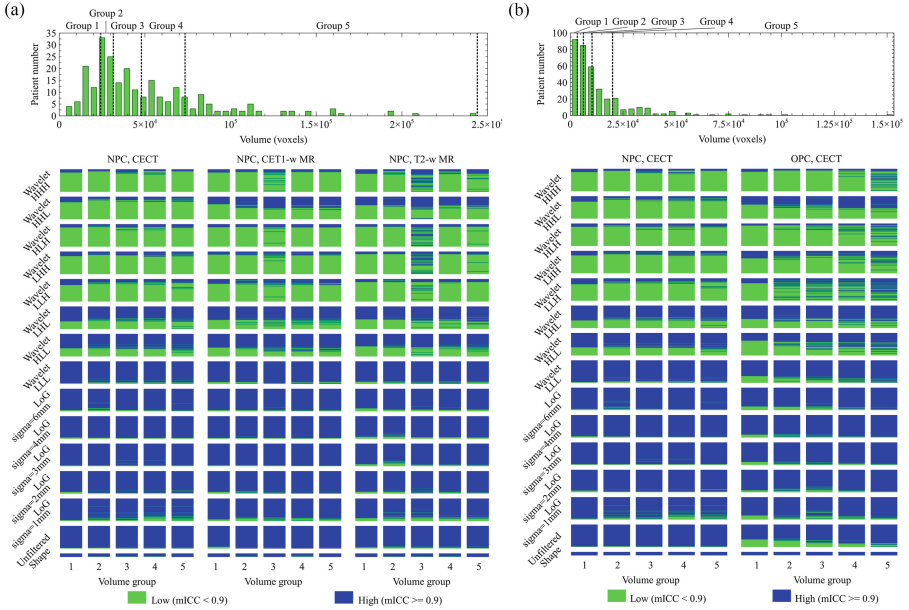 (a)
Group 2
Group 1
Group 3
Group 4
Group 5
Patient number
35
30
25
20
15
10
5
0
0
5×10⁴
10⁵
1.5×10⁵
2×10⁵
2.5×10⁵
Volume (voxels)
NPC, CECT
NPC, CET1-w MR
NPC, T2-w MR
Wavelet
HHH
Wavelet
HHL
Wavelet
HLH
Wavelet
LHH
Wavelet
LLH
Wavelet
LHL
Wavelet
HLL
Wavelet
LLL
LoG
sigma=6mm
LoG
sigma=4mm
LoG
sigma=3mm
LoG
sigma=2mm
LoG
sigma=1mm
Unfiltered
Shape
1 2 3 4 5
1 2 3 4 5
1 2 3 4 5
Volume group
Volume group
Volume group
Low (mICC < 0.9)
High (mICC >= 0.9)
(b)
Group 1
Group 2
Group 3
Group 4
Group 5
Patient number
100
80
60
40
20
0
0
2.5×10⁴
5×10⁴
7.5×10⁴
10⁵
1.25×10⁵
1.5×10⁵
Volume (voxels)
NPC, CECT
OPC, CECT
Wavelet
HHH
Wavelet
HHL
Wavelet
HLH
Wavelet
LHH
Wavelet
LLH
Wavelet
LHL
Wavelet
HLL
Wavelet
LLL
LoG
sigma=6mm
LoG
sigma=4mm
LoG
sigma=3mm
LoG
sigma=2mm
LoG
sigma=1mm
Unfiltered
Shape
1 2 3 4 5
1 2 3 4 5
Volume group
Volume group
Low (mICC < 0.9)
High (mICC >= 0.9)